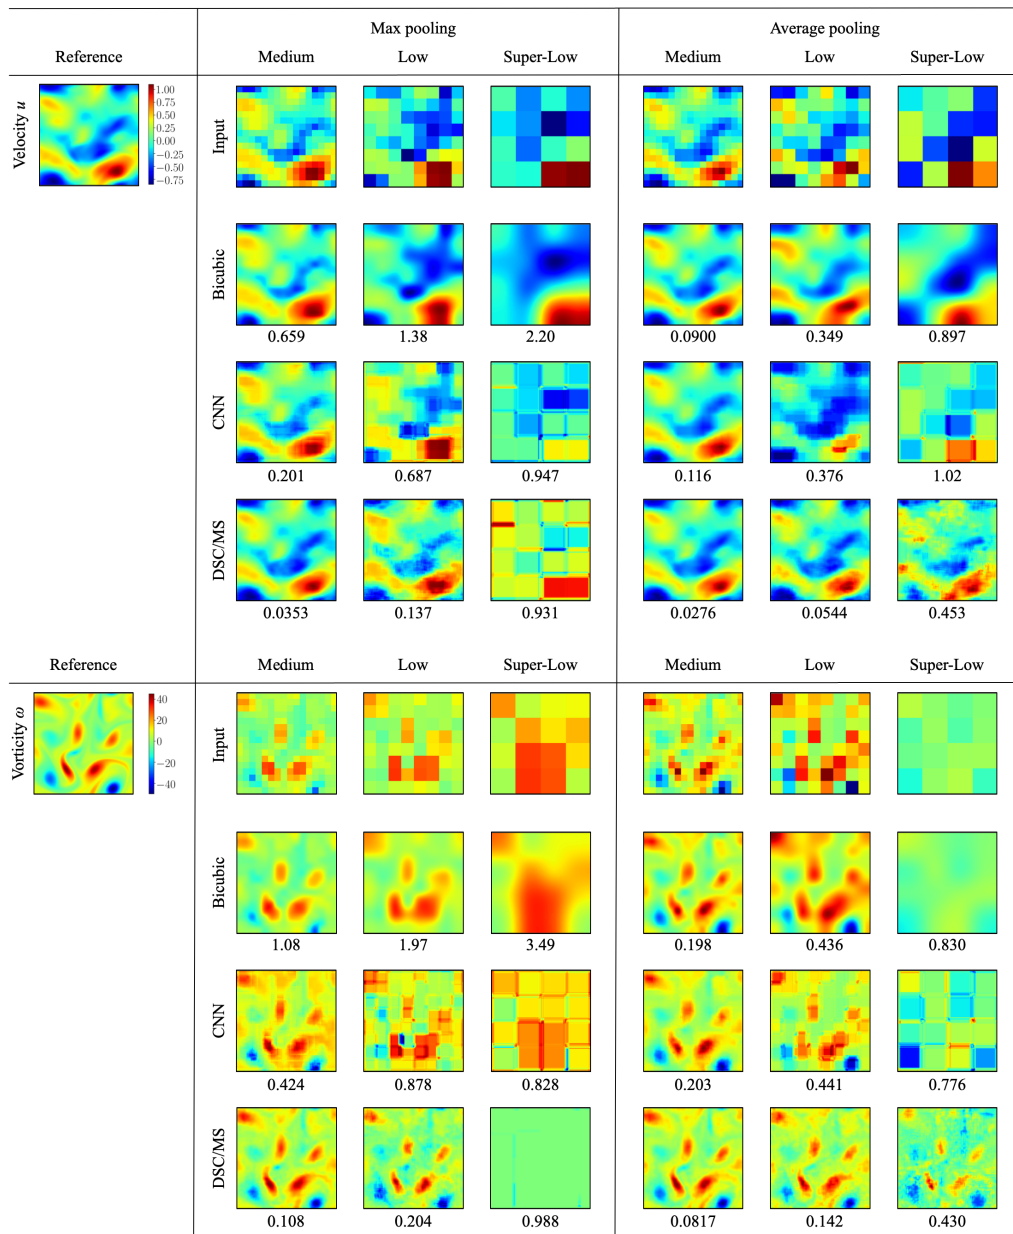 Max pooling Average pooling
Reference Medium Low Super-Low Medium Low Super-Low
Velocity u
1.00
0.75
0.50
0.25
0.00
−0.25
−0.50
−0.75
Input
Bicubic
0.659 1.38 2.20 0.0900 0.349 0.897
CNN
0.201 0.687 0.947 0.116 0.376 1.02
DSC/MS
0.0353 0.137 0.931 0.0276 0.0544 0.453
Reference Medium Low Super-Low Medium Low Super-Low
Vorticity ω
40
20
0
−20
−40
Input
Bicubic
1.08 1.97 3.49 0.198 0.436 0.830
CNN
0.424 0.878 0.828 0.203 0.441 0.776
DSC/MS
0.108 0.204 0.988 0.0817 0.142 0.430